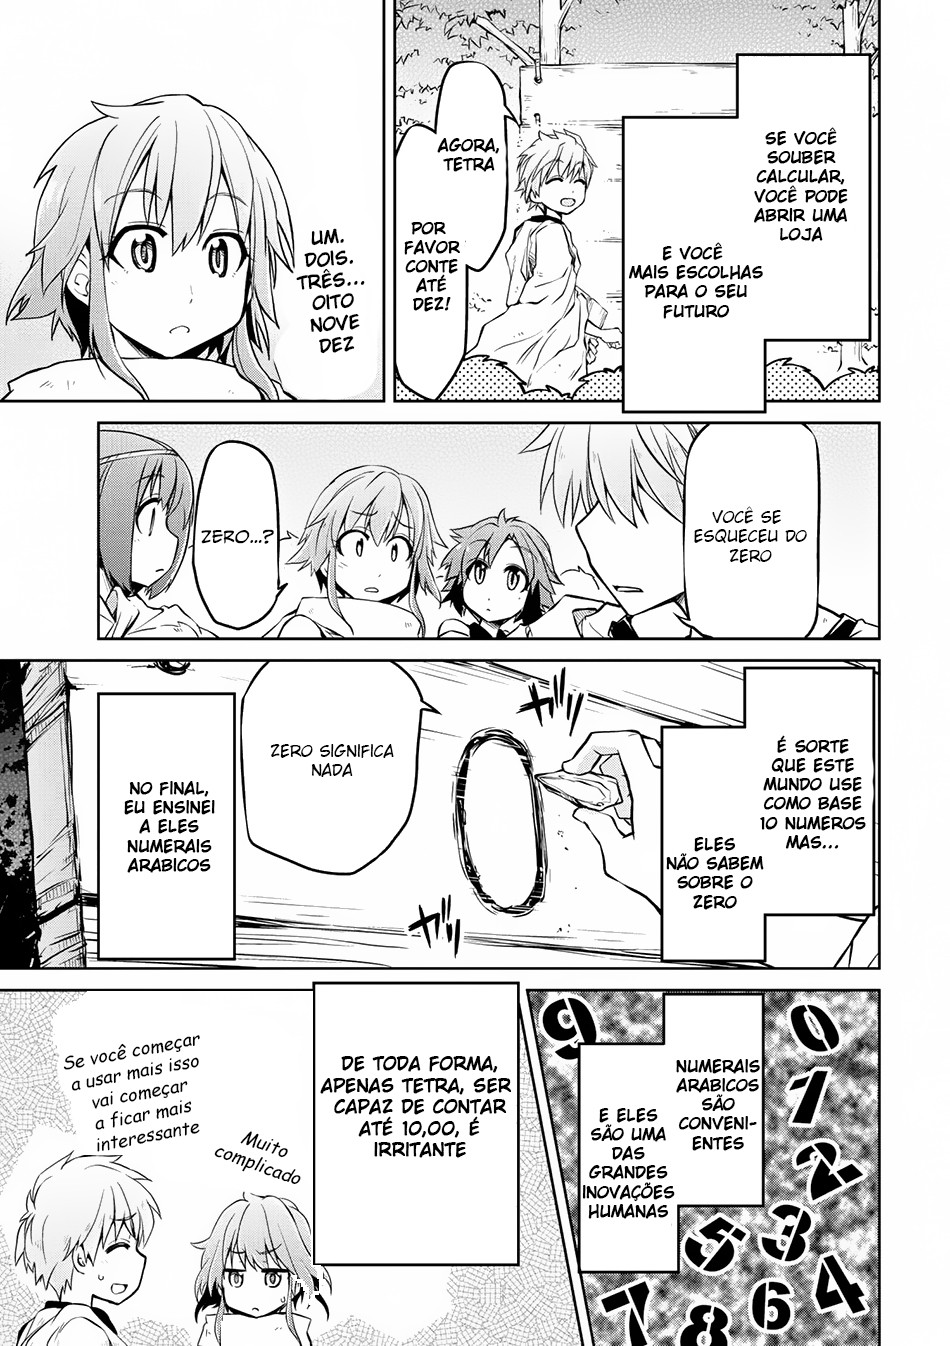 SE VOCÊ
SOUBER
CALCULAR,
VOCÊ PODE
ABRIR UMA
LOJA
E VOCÊ
MAIS ESCOLHAS
PARA O SEU
FUTURO
AGORA,
TETRA
POR
FAVOR
CONTE
ATÉ
DEZ!
UM.
DOIS.
TRÊS...
OITO
NOVE
DEZ
VOCÊ SE
ESQUECEU DO
ZERO
ZERO...?
É SORTE
QUE ESTE
MUNDO USE
COMO BASE
10 NUMEROS
MAS...
ELES
NÃO SABEM
SOBRE O
ZERO
ZERO SIGNIFICA
NADA
0
NO FINAL,
EU ENSINEI
A ELES
NUMERAIS
ARABICOS
NUMERAIS
ARABICOS
SÃO
CONVENI-
ENTES
E ELES
SÃO UMA
DAS
GRANDES
INOVAÇÕES
HUMANAS
0
1
2
3
4
5
6
7
8
9
DE TODA FORMA,
APENAS TETRA, SER
CAPAZ DE CONTAR
ATÉ 10,00, É
IRRITANTE
Se você começar
a usar mais isso
vai começar
a ficar mais
interessante
Muito
complicado